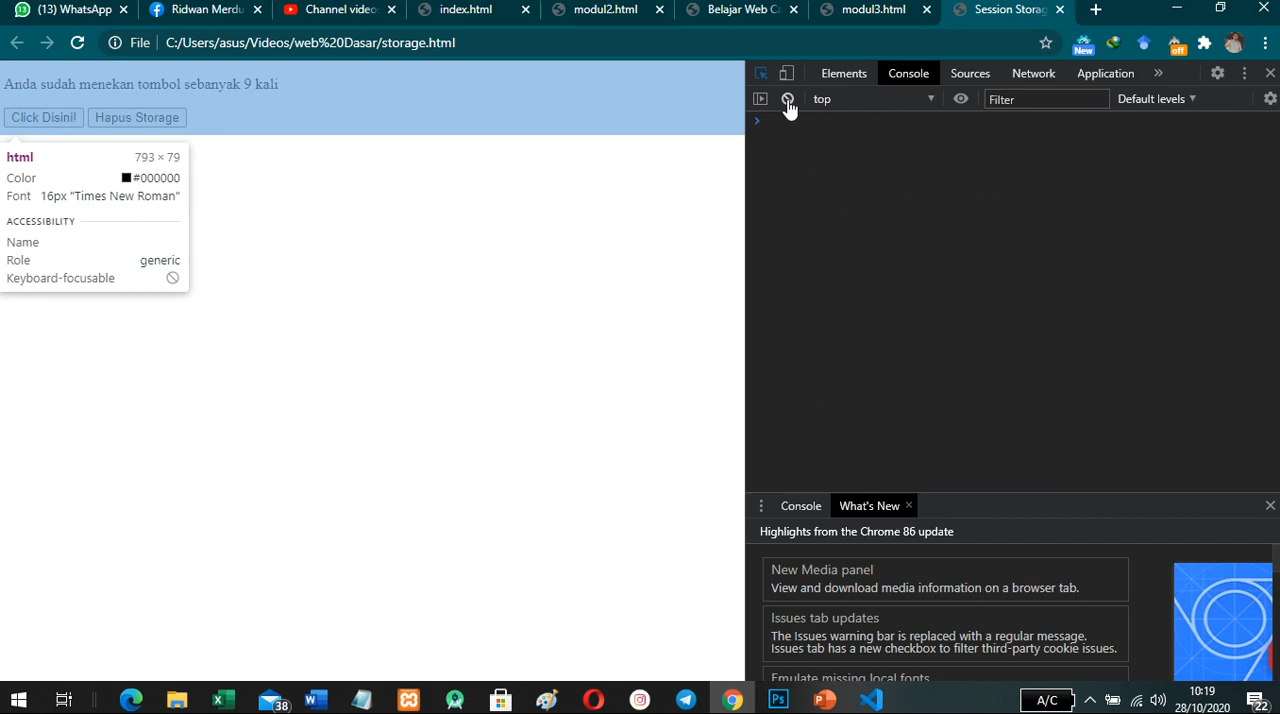 (13) WhatsApp
Ridwan Merdu
Channel video
index.html
modul2.html
Belajar Web C
modul3.html
Session Storag
File C:/Users/asus/Videos/web%20Dasar/storage.html
New
off
Anda sudah menekan tombol sebanyak 9 kali
Click Disini! Hapus Storage
html 793 × 79
Color #000000
Font 16px "Times New Roman"
ACCESSIBILITY
Name
Role generic
Keyboard-focusable
Elements Console Sources Network Application »
top Filter Default levels
Console What's New
Highlights from the Chrome 86 update
New Media panel
View and download media information on a browser tab.
Issues tab updates
The Issues warning bar is replaced with a regular message.
Issues tab has a new checkbox to filter third-party cookie issues.
Emulate missing local fonts
38
A/C
10:19
28/10/2020
22